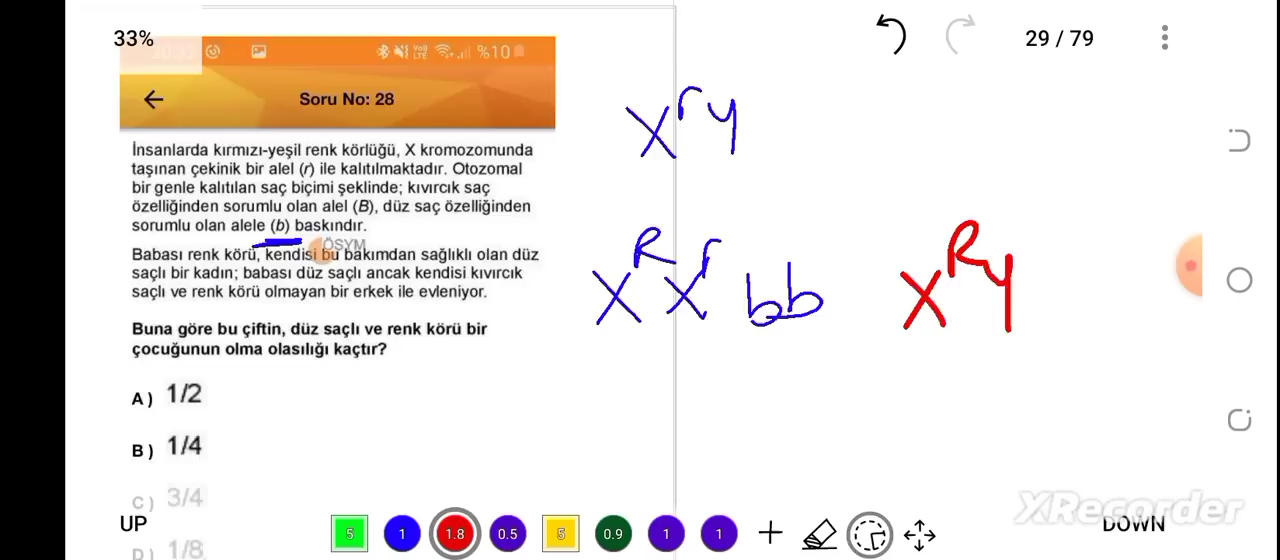 33%
29 / 79
Voo) LTE %10
Soru No: 28
İnsanlarda kırmızı-yeşil renk körlüğü, X kromozomunda
taşınan çekinik bir alel (r) ile kalıtılmaktadır. Otozomal
bir genle kalıtılan saç biçimi şeklinde; kıvırcık saç
özelliğinden sorumlu olan alel (B), düz saç özelliğinden
sorumlu olan alele (b) baskındır.
ÖSYM
Babası renk körü, kendisi bu bakımdan sağlıklı olan düz
saçlı bir kadın; babası düz saçlı ancak kendisi kıvırcık
saçlı ve renk körü olmayan bir erkek ile evleniyor.
Buna göre bu çiftin, düz saçlı ve renk körü bir
çocuğunun olma olasılığı kaçtır?
A) 1/2
B) 1/4
C) 3/4
D) 1/8
X^r y
X^R X^r bb
X^R y
UP
5 1 1.8 0.5 5 0.9 1 1
DOWN
XRecorder